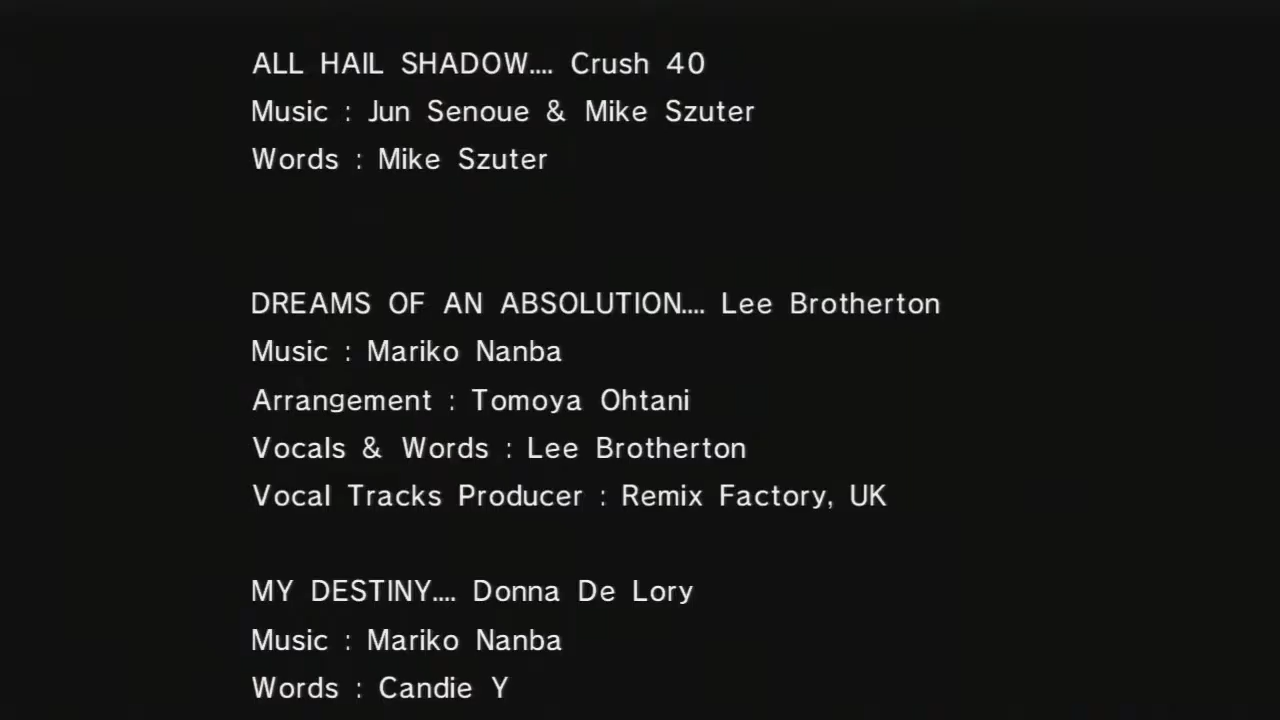 ALL HAIL SHADOW.... Crush 40
Music : Jun Senoue & Mike Szuter
Words : Mike Szuter
DREAMS OF AN ABSOLUTION.... Lee Brotherton
Music : Mariko Nanba
Arrangement : Tomoya Ohtani
Vocals & Words : Lee Brotherton
Vocal Tracks Producer : Remix Factory, UK
MY DESTINY.... Donna De Lory
Music : Mariko Nanba
Words : Candie Y